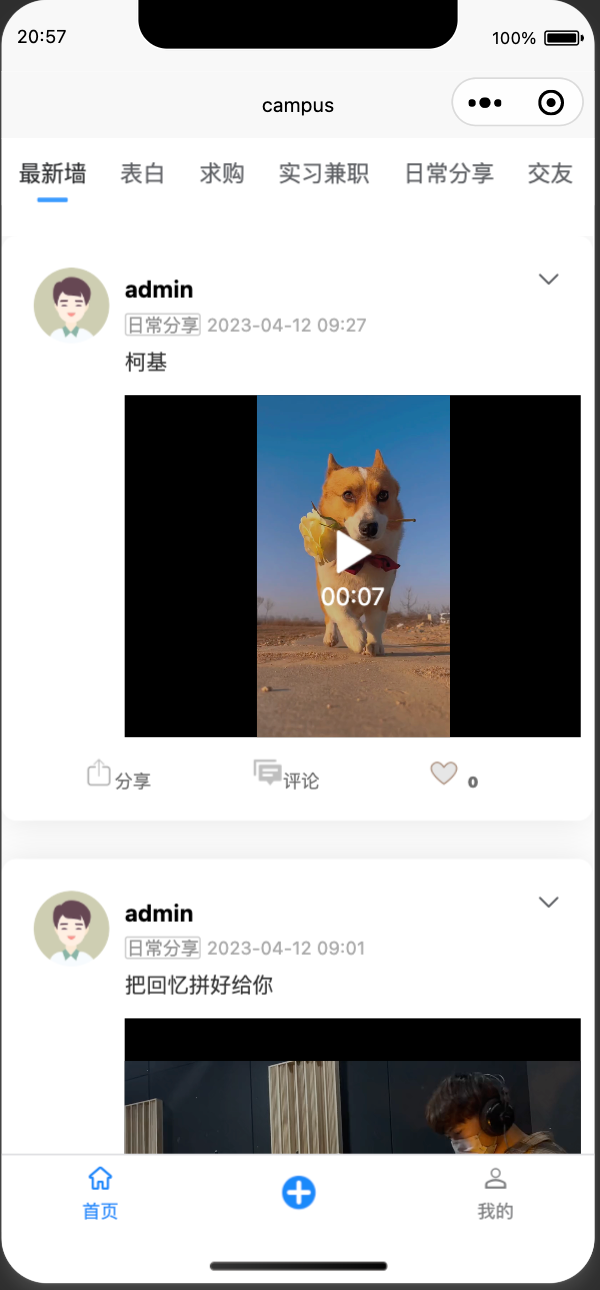 20:57 100%
campus
最新墙 表白 求购 实习兼职 日常分享 交友
admin
日常分享 2023-04-12 09:27
柯基
00:07
分享 评论 0
admin
日常分享 2023-04-12 09:01
把回忆拼好给你
首页 我的